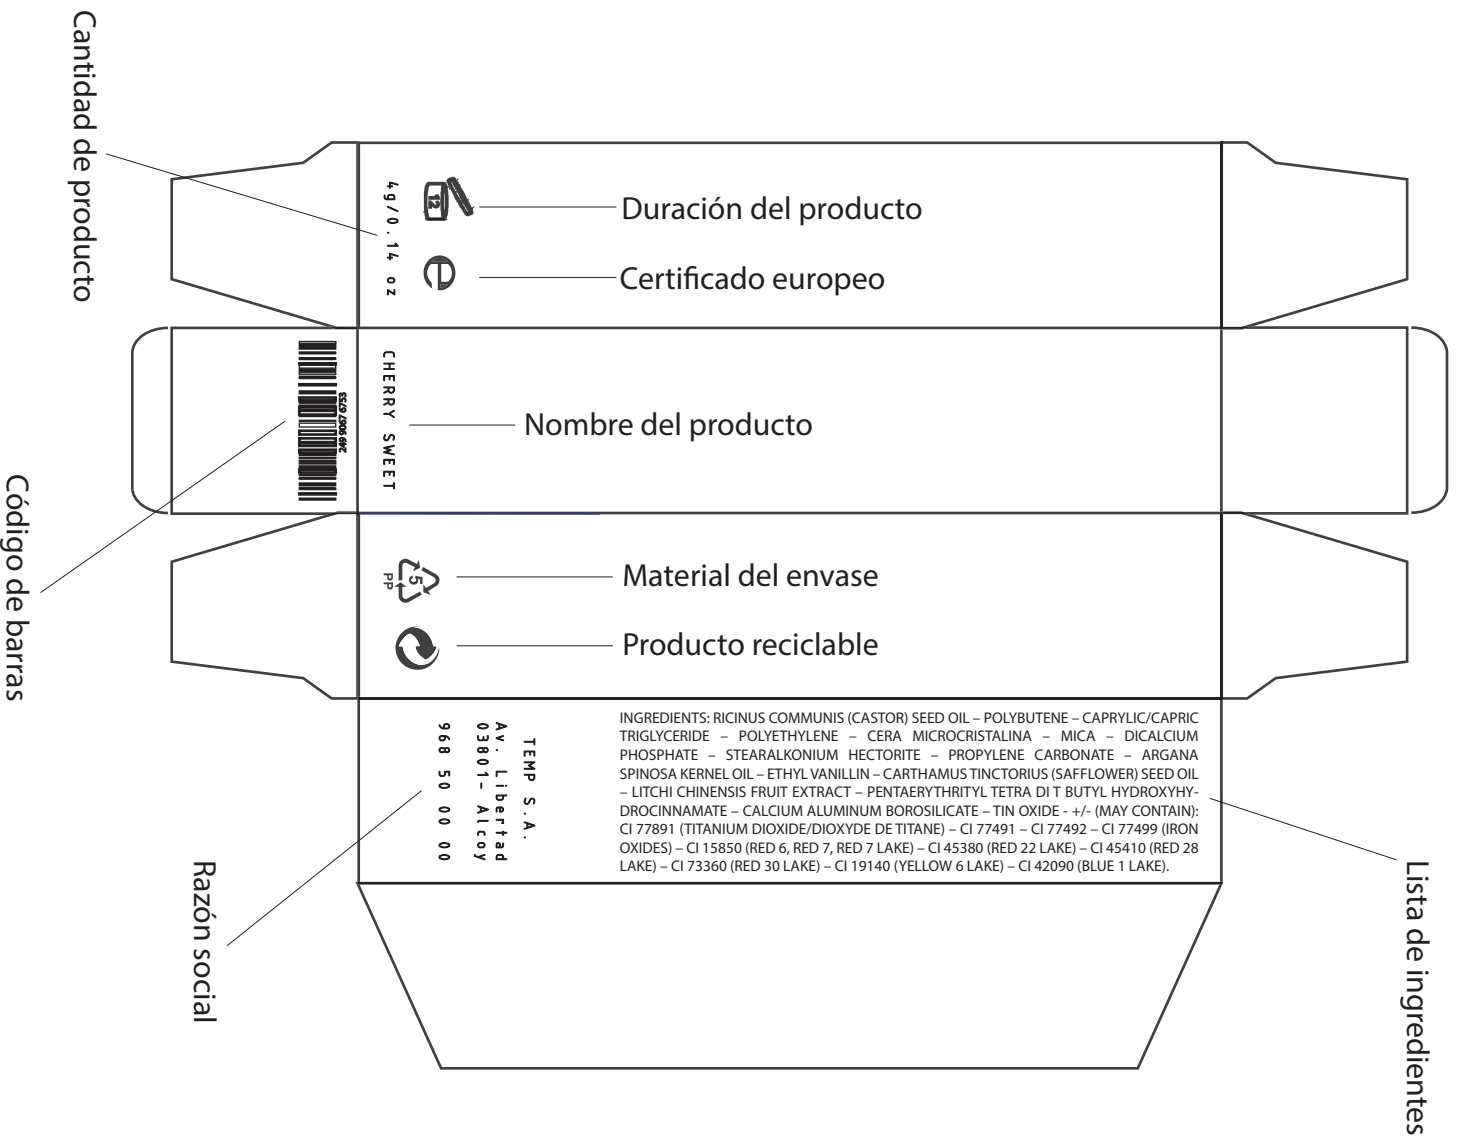 Cantidad de producto
4g/0.14 oz
12
Duración del producto
e
Certificado europeo
249 9067 6753
CHERRY SWEET
Nombre del producto
Código de barras
5
PP
Material del envase
Producto reciclable
TEMP S.A.
Av. Libertad
03801- Alcoy
968 50 00 00
Razón social
INGREDIENTS: RICINUS COMMUNIS (CASTOR) SEED OIL – POLYBUTENE – CAPRYLIC/CAPRIC
TRIGLYCERIDE – POLYETHYLENE – CERA MICROCRISTALINA – MICA – DICALCIUM
PHOSPHATE – STEARALKONIUM HECTORITE – PROPYLENE CARBONATE – ARGANA
SPINOSA KERNEL OIL – ETHYL VANILLIN – CARTHAMUS TINCTORIUS (SAFFLOWER) SEED OIL
– LITCHI CHINENSIS FRUIT EXTRACT – PENTAERYTHRITYL TETRA DI T BUTYL HYDROXYHY-
DROCINNAMATE – CALCIUM ALUMINUM BOROSILICATE – TIN OXIDE - +/- (MAY CONTAIN):
CI 77891 (TITANIUM DIOXIDE/DIOXYDE DE TITANE) – CI 77491 – CI 77492 – CI 77499 (IRON
OXIDES) – CI 15850 (RED 6, RED 7, RED 7 LAKE) – CI 45380 (RED 22 LAKE) – CI 45410 (RED 28
LAKE) – CI 73360 (RED 30 LAKE) – CI 19140 (YELLOW 6 LAKE) – CI 42090 (BLUE 1 LAKE).
Lista de ingredientes